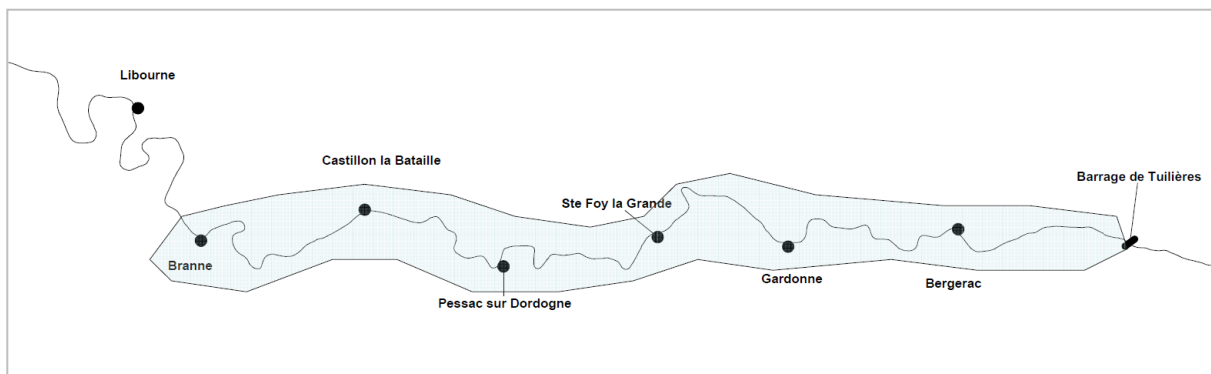 Libourne
Castillon la Bataille
Barrage de Tuilières
Ste Foy la Grande
Branne
Gardonne
Bergerac
Pessac sur Dordogne